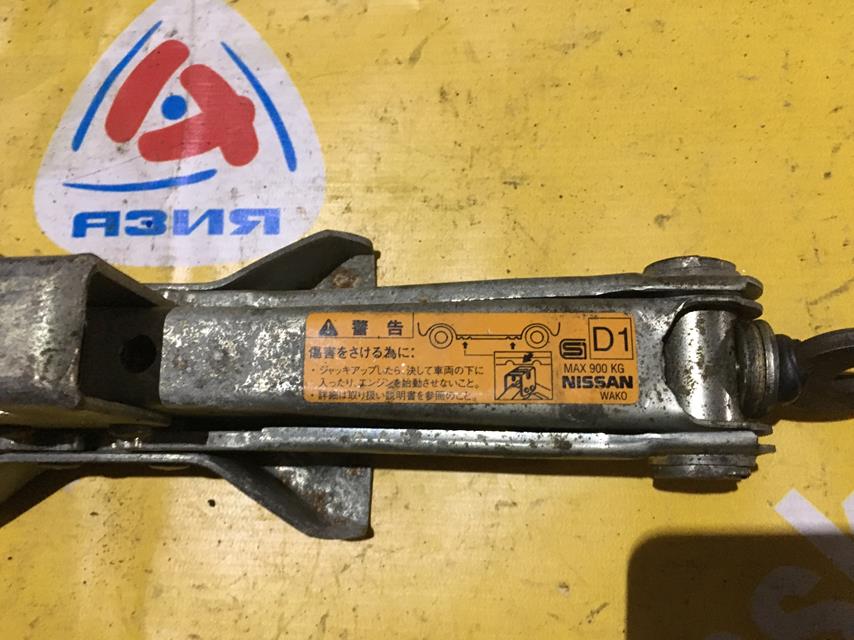 АЗИЯ
警告
傷害をさける為に:
・ジャッキアップしたら、決して車両の下に
入ったり、エンジンを始動させないこと。
・詳細は取り扱い説明書を参照のこと。
S D1
MAX 900 KG
NISSAN
WAKO